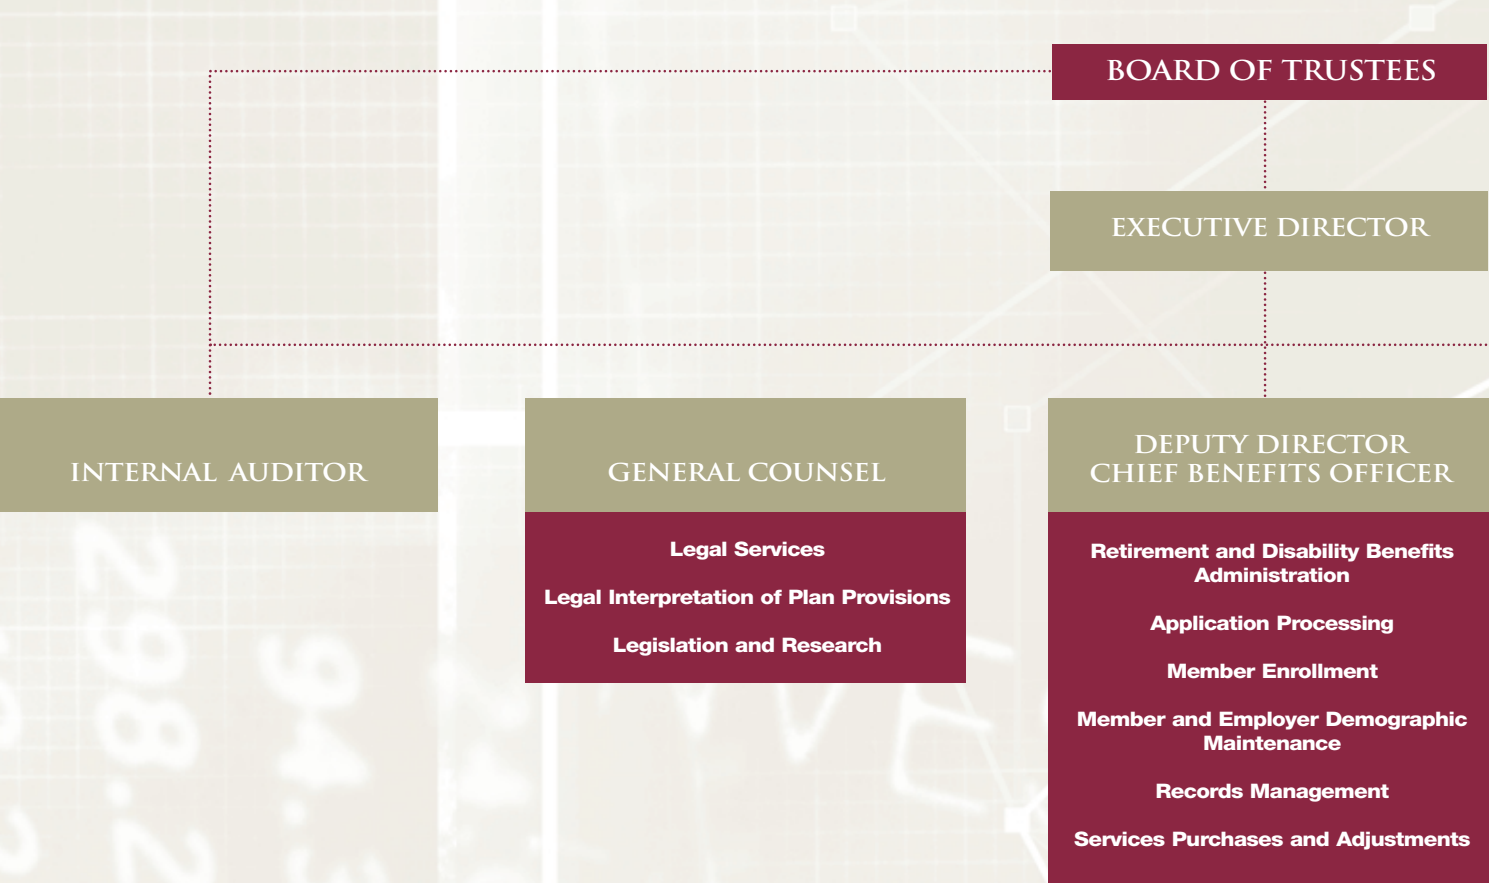 BOARD OF TRUSTEES
EXECUTIVE DIRECTOR
INTERNAL AUDITOR
GENERAL COUNSEL
Legal Services
Legal Interpretation of Plan Provisions
Legislation and Research
DEPUTY DIRECTOR
CHIEF BENEFITS OFFICER
Retirement and Disability Benefits
Administration
Application Processing
Member Enrollment
Member and Employer Demographic
Maintenance
Records Management
Services Purchases and Adjustments